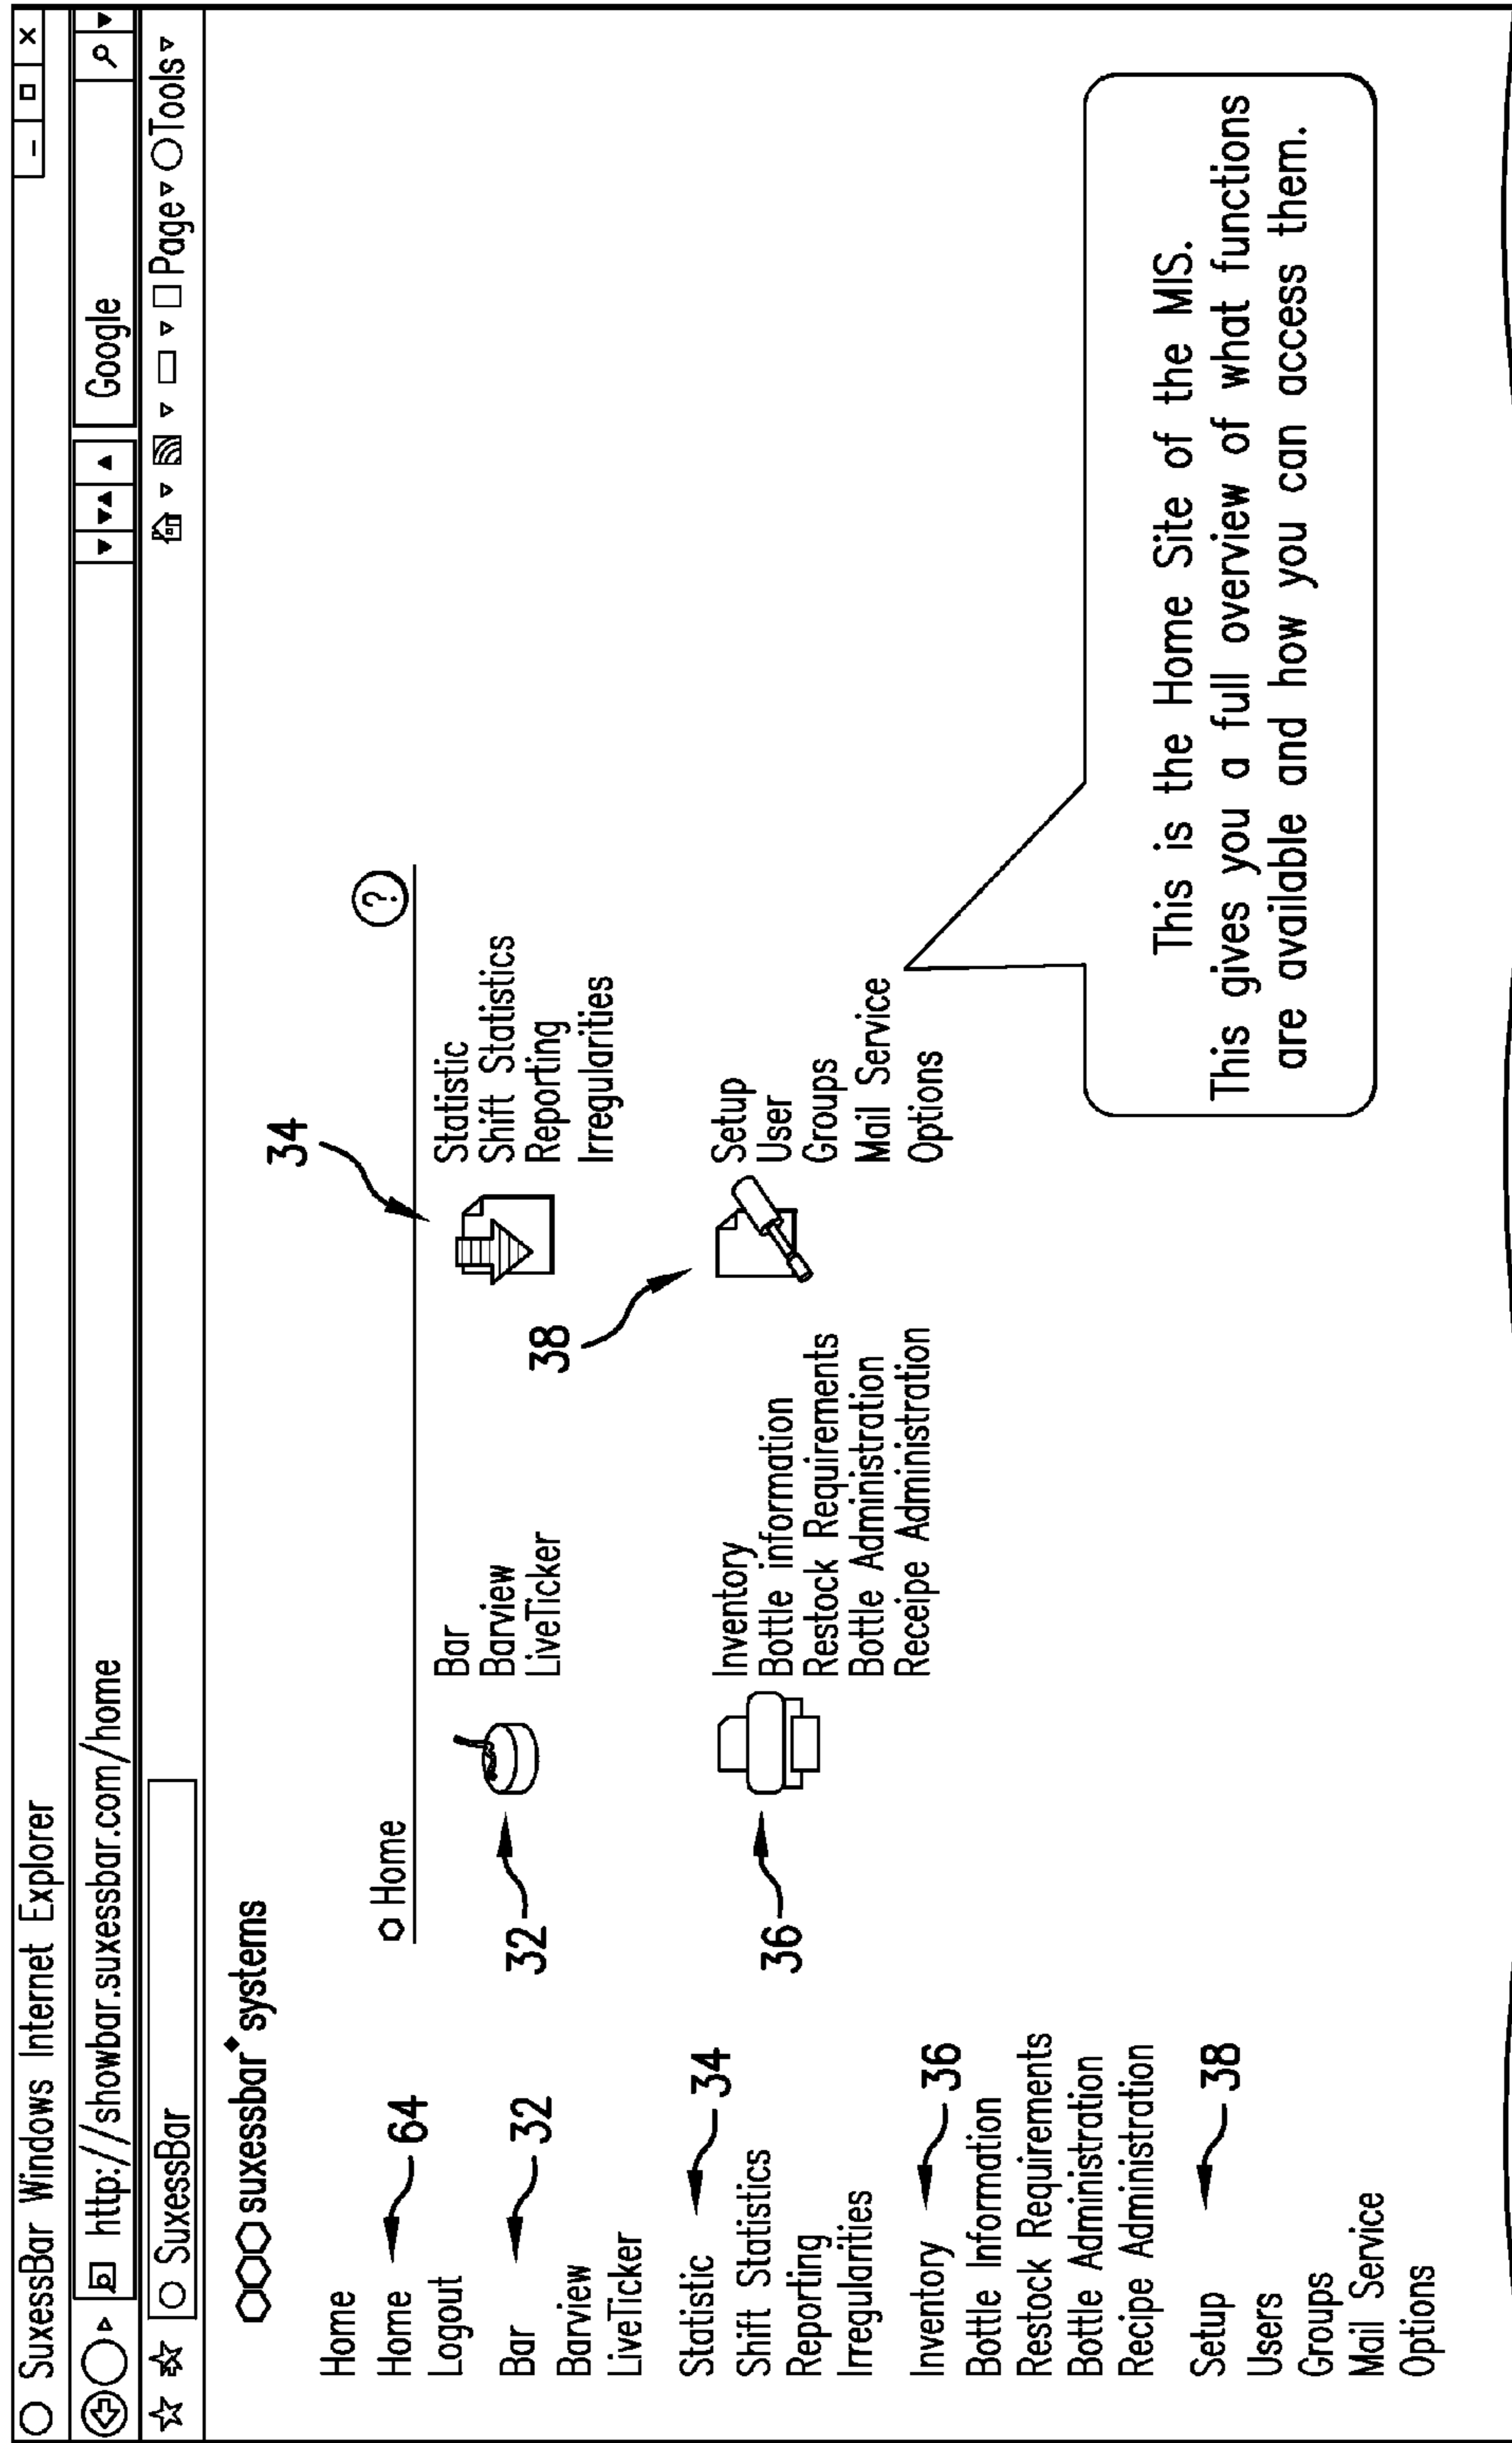 SuxessBar Windows Internet Explorer
http://showbar.suxessbar.com/home
Google
SuxessBar
Page
Tools
suxessbar systems
Home
Home
64
Logout
Bar
32
Barview
LiveTicker
Statistic
34
Shift Statistics
Reporting
Irregularities
Inventory
36
Bottle Information
Restock Requirements
Bottle Administration
Recipe Administration
Setup
38
Users
Groups
Mail Service
Options
Home
?
32
Bar
Barview
LiveTicker
34
Statistic
Shift Statistics
Reporting
Irregularities
36
Inventory
Bottle information
Restock Requirements
Bottle Administration
Receipe Administration
38
Setup
User
Groups
Mail Service
Options
This is the Home Site of the MIS.
This gives you a full overview of what functions
are available and how you can access them.